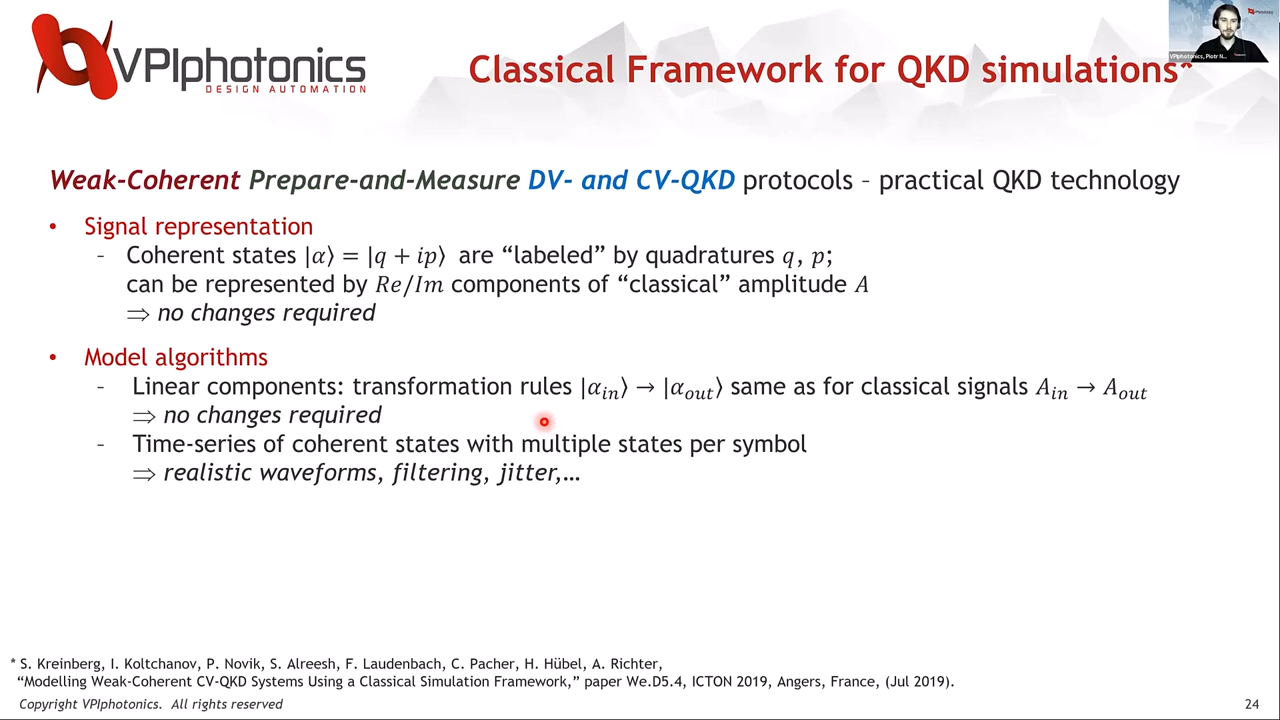 VPIphotonics
DESIGN AUTOMATION
Classical Framework for QKD simulations*
VPIphotonics, Piotr N...
Weak-Coherent Prepare-and-Measure DV- and CV-QKD protocols – practical QKD technology
• Signal representation
– Coherent states |α⟩ = |q + ip⟩ are “labeled” by quadratures q, p;
can be represented by Re/Im components of “classical” amplitude A
⇒ no changes required
• Model algorithms
– Linear components: transformation rules |α_in⟩ → |α_out⟩ same as for classical signals A_in → A_out
⇒ no changes required
– Time-series of coherent states with multiple states per symbol
⇒ realistic waveforms, filtering, jitter,…
* S. Kreinberg, I. Koltchanov, P. Novik, S. Alreesh, F. Laudenbach, C. Pacher, H. Hübel, A. Richter,
“Modelling Weak-Coherent CV-QKD Systems Using a Classical Simulation Framework,” paper We.D5.4, ICTON 2019, Angers, France, (Jul 2019).
Copyright VPIphotonics. All rights reserved
24